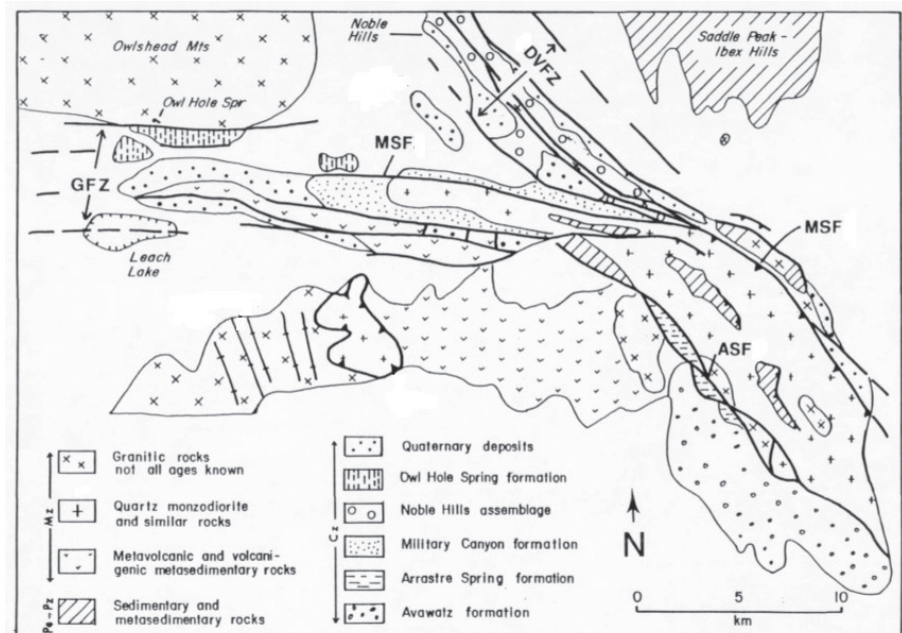 Owlshead Mts
Noble
Hills
Saddle Peak -
Ibex Hills
DVFZ
Owl Hole Spr
MSF
GFZ
MSF
Leach
Lake
ASF
Granitic rocks
not all ages known
Quartz monzodiorite
and similar rocks
Metavolcanic and volcani-
genic metasedimentary rocks
Sedimentary and
metasedimentary rocks
Mz
Pe-Pz
Quaternary deposits
Owl Hole Spring formation
Noble Hills assemblage
Military Canyon formation
Arrastre Spring formation
Avawatz formation
Cz
N
0 5 10
km